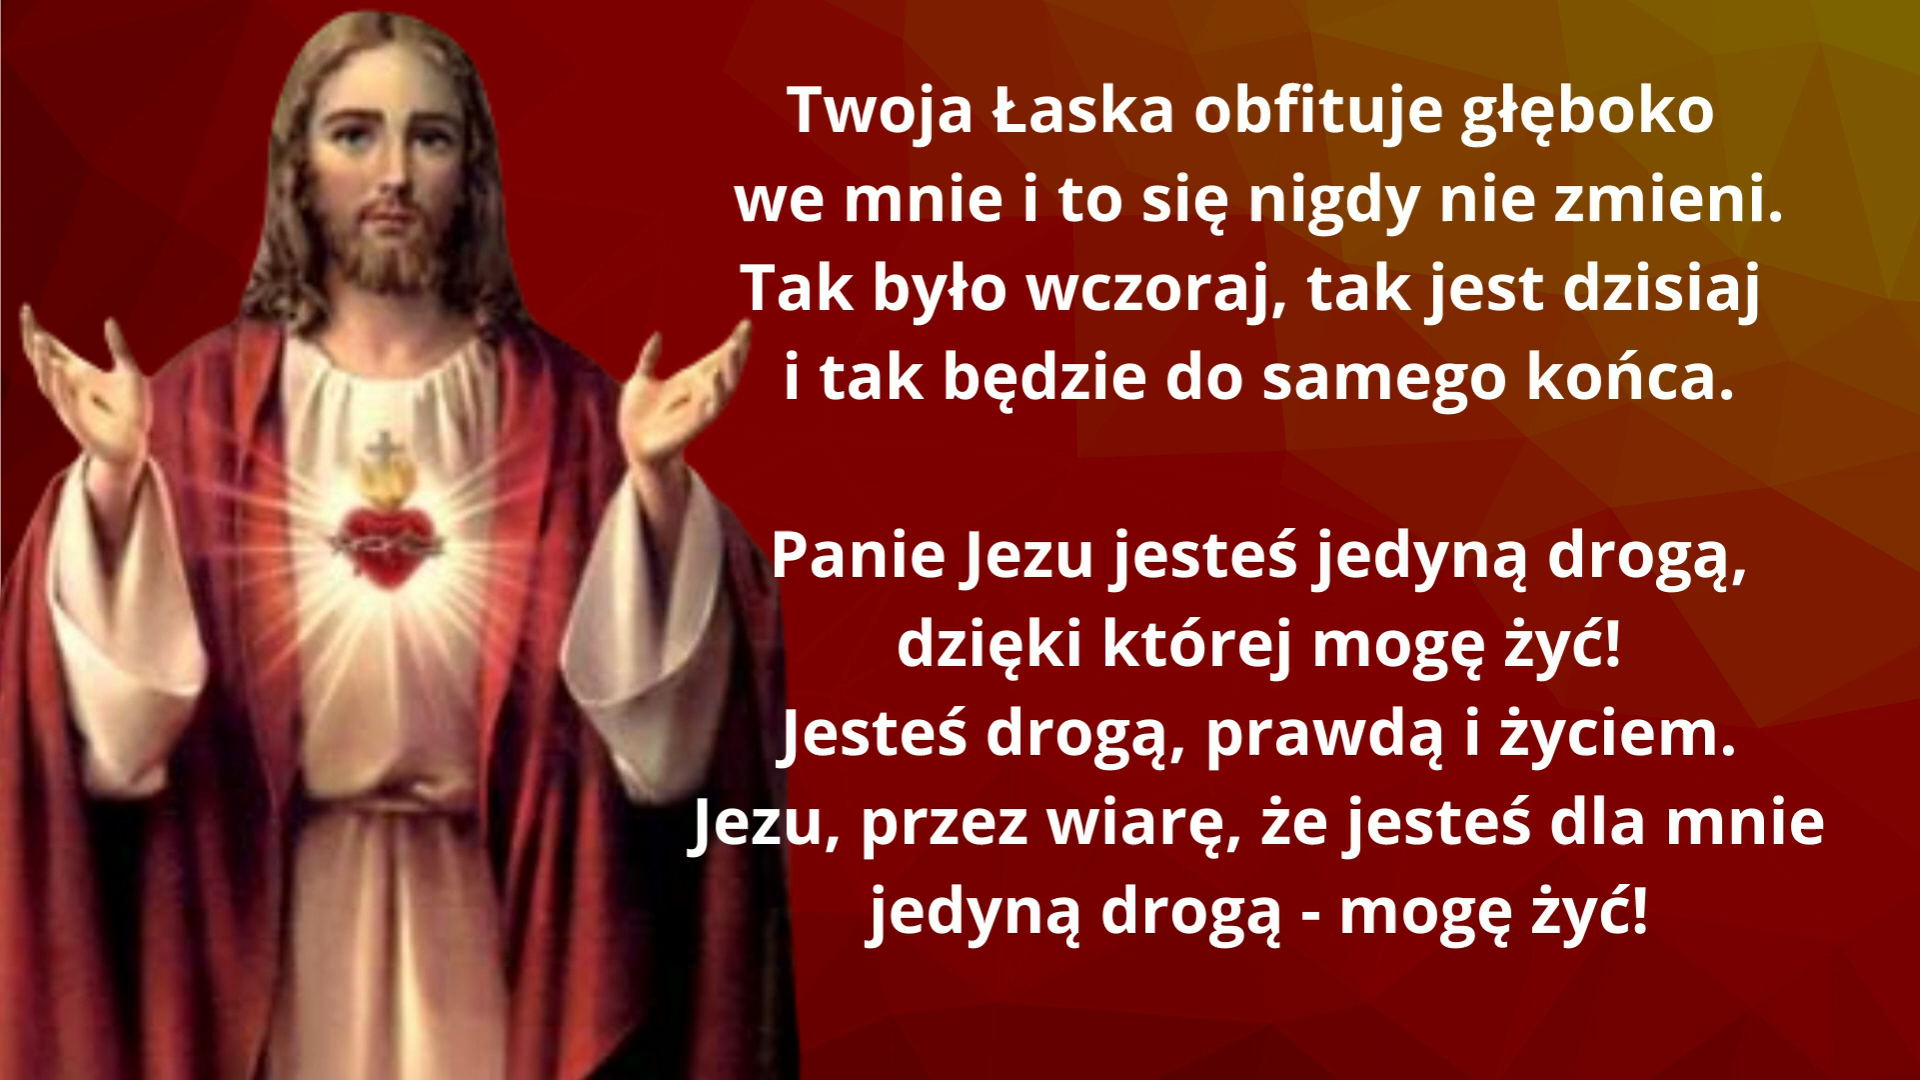 Twoja Łaska obfituje głęboko
we mnie i to się nigdy nie zmieni.
Tak było wczoraj, tak jest dzisiaj
i tak będzie do samego końca.
Panie Jezu jesteś jedyną drogą,
dzięki której mogę żyć!
Jesteś drogą, prawdą i życiem.
Jezu, przez wiarę, że jesteś dla mnie
jedyną drogą - mogę żyć!